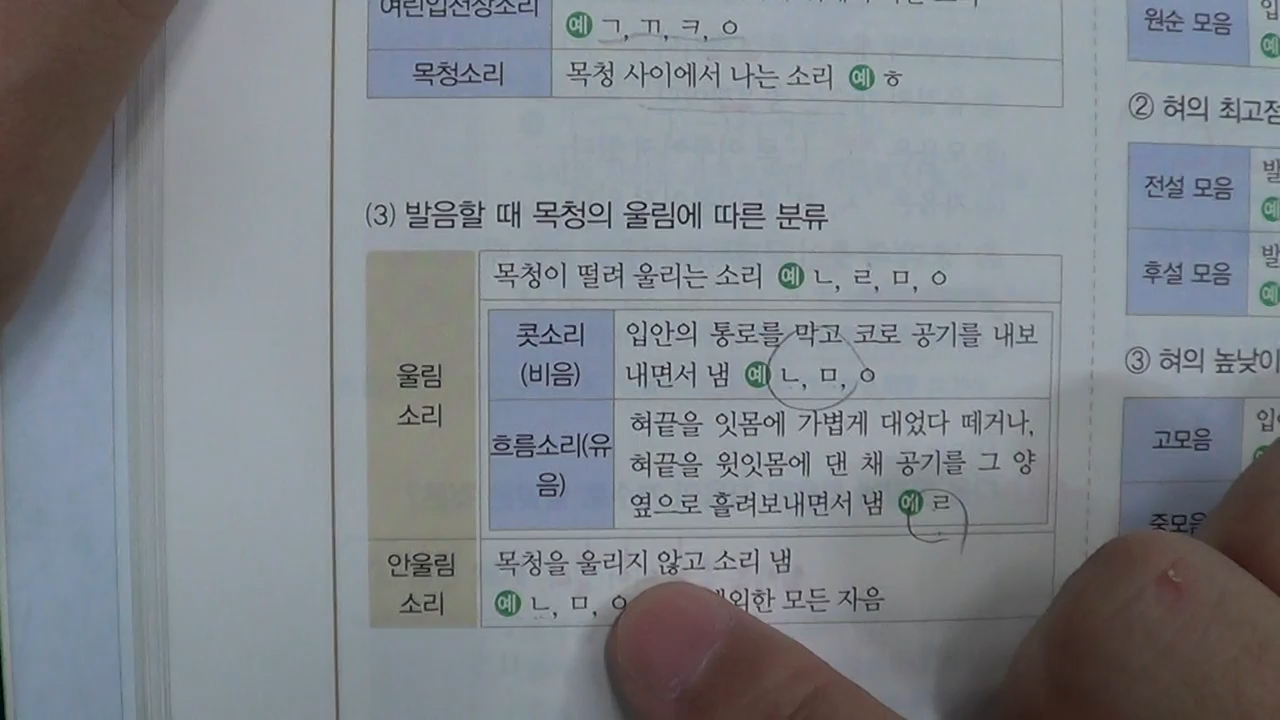 여린입천장소리
예 ㄱ, ㄲ, ㅋ, ㅇ
목청소리
목청 사이에서 나는 소리 예 ㅎ
(3) 발음할 때 목청의 울림에 따른 분류
울림
소리
목청이 떨려 울리는 소리 예 ㄴ, ㄹ, ㅁ, ㅇ
콧소리
(비음)
입안의 통로를 막고 코로 공기를 내보
내면서 냄 예 ㄴ, ㅁ, ㅇ
흐름소리(유
음)
혀끝을 잇몸에 가볍게 대었다 떼거나,
혀끝을 윗잇몸에 댄 채 공기를 그 양
옆으로 흘려보내면서 냄 예 ㄹ
안울림
소리
목청을 울리지 않고 소리 냄
예 ㄴ, ㅁ, ㅇ 모든 자음
원순 모음
② 혀의 최고점
전설 모음
후설 모음
③ 혀의 높낮이
고모음
중모음